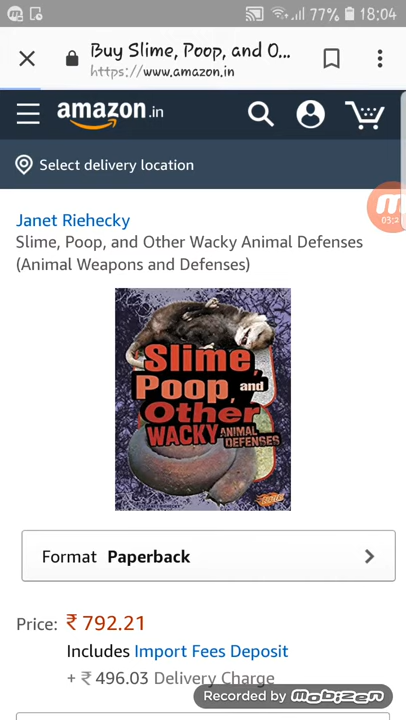 77% 18:04
Buy Slime, Poop, and O...
https://www.amazon.in
amazon.in
Select delivery location
03:2
Janet Riehecky
Slime, Poop, and Other Wacky Animal Defenses
(Animal Weapons and Defenses)
Slime,
Poop, and
Other
WACKY ANIMAL
DEFENSES
Format Paperback
Price: ₹ 792.21
Includes Import Fees Deposit
+ ₹ 496.03 Delivery Charge
Recorded by mobizen